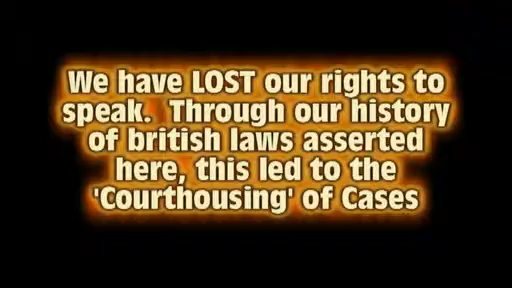 We have LOST our rights to
speak.  Through our history
of british laws asserted
here, this led to the
'Courthousing' of Cases